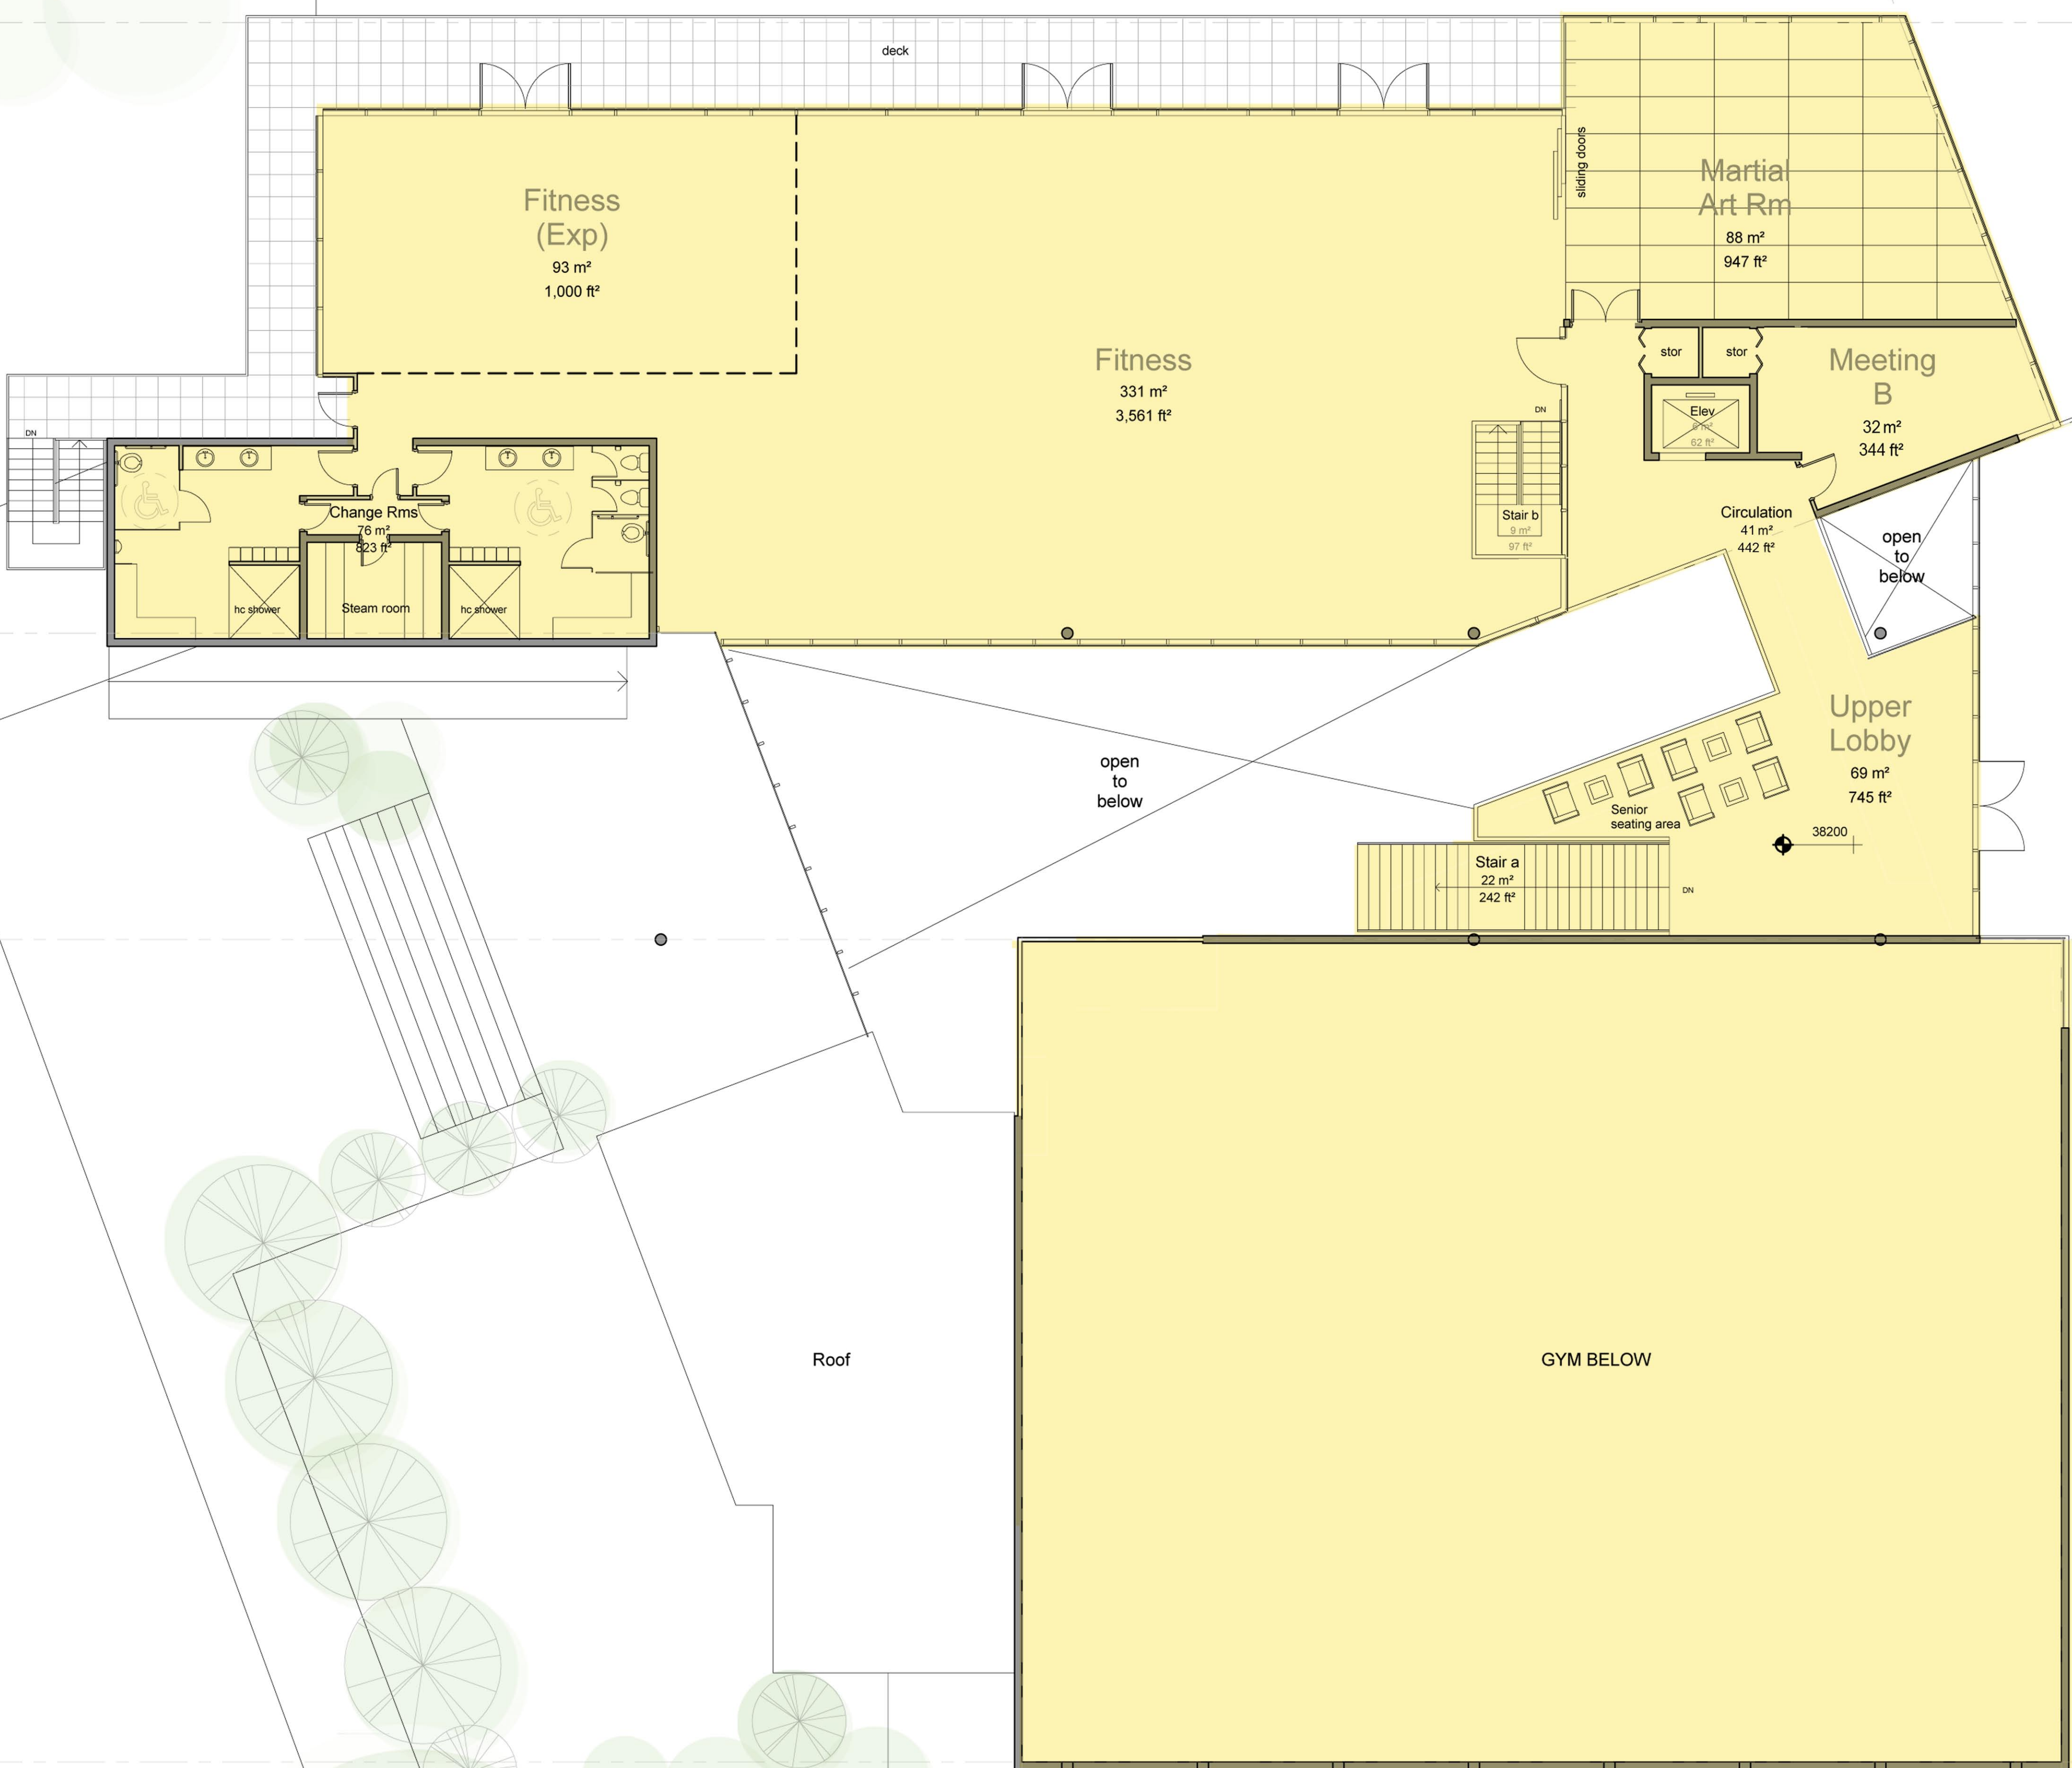 deck
sliding doors
Martial
Art Rm
88 m²
947 ft²
Fitness
(Exp)
93 m²
1,000 ft²
Fitness
331 m²
3,561 ft²
stor
stor
Meeting
B
32 m²
344 ft²
Elev
6 m²
62 ft²
DN
DN
Stair b
9 m²
97 ft²
Change Rms
76 m²
823 ft²
Circulation
41 m²
442 ft²
open
to
below
hc shower
Steam room
hc shower
Upper
Lobby
69 m²
745 ft²
open
to
below
Senior
seating area
38200
Stair a
22 m²
242 ft²
DN
Roof
GYM BELOW